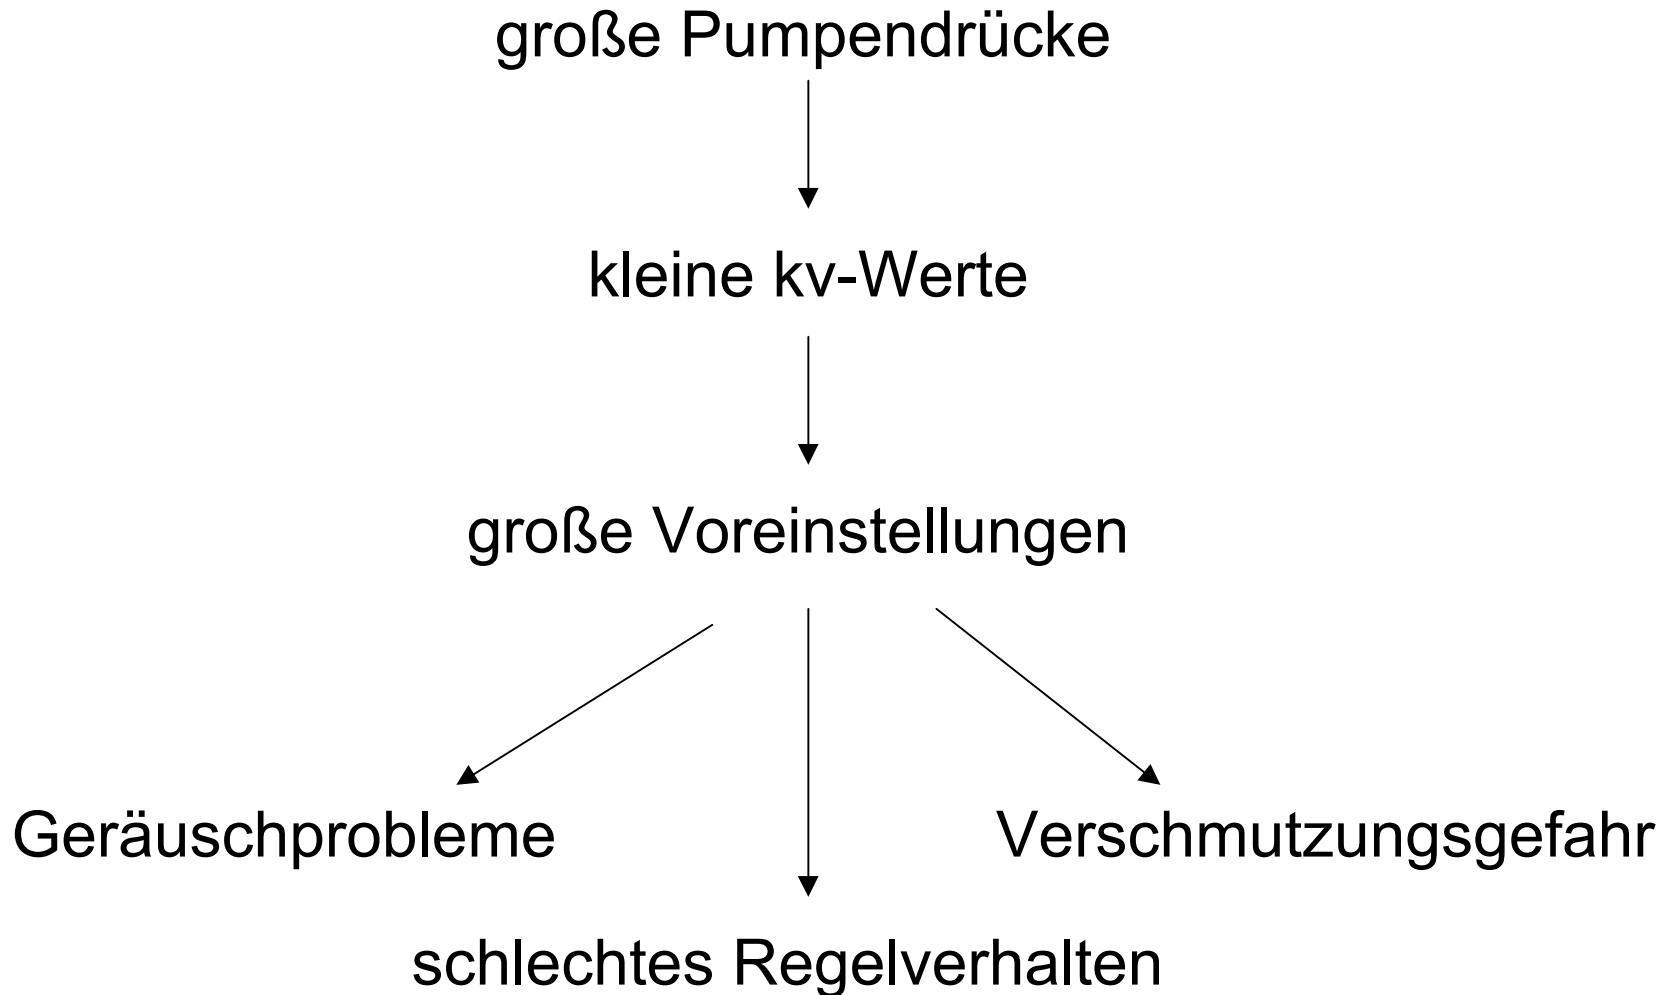 große Pumpendrücke
kleine kv-Werte
große Voreinstellungen
Geräuschprobleme
Verschmutzungsgefahr
schlechtes Regelverhalten